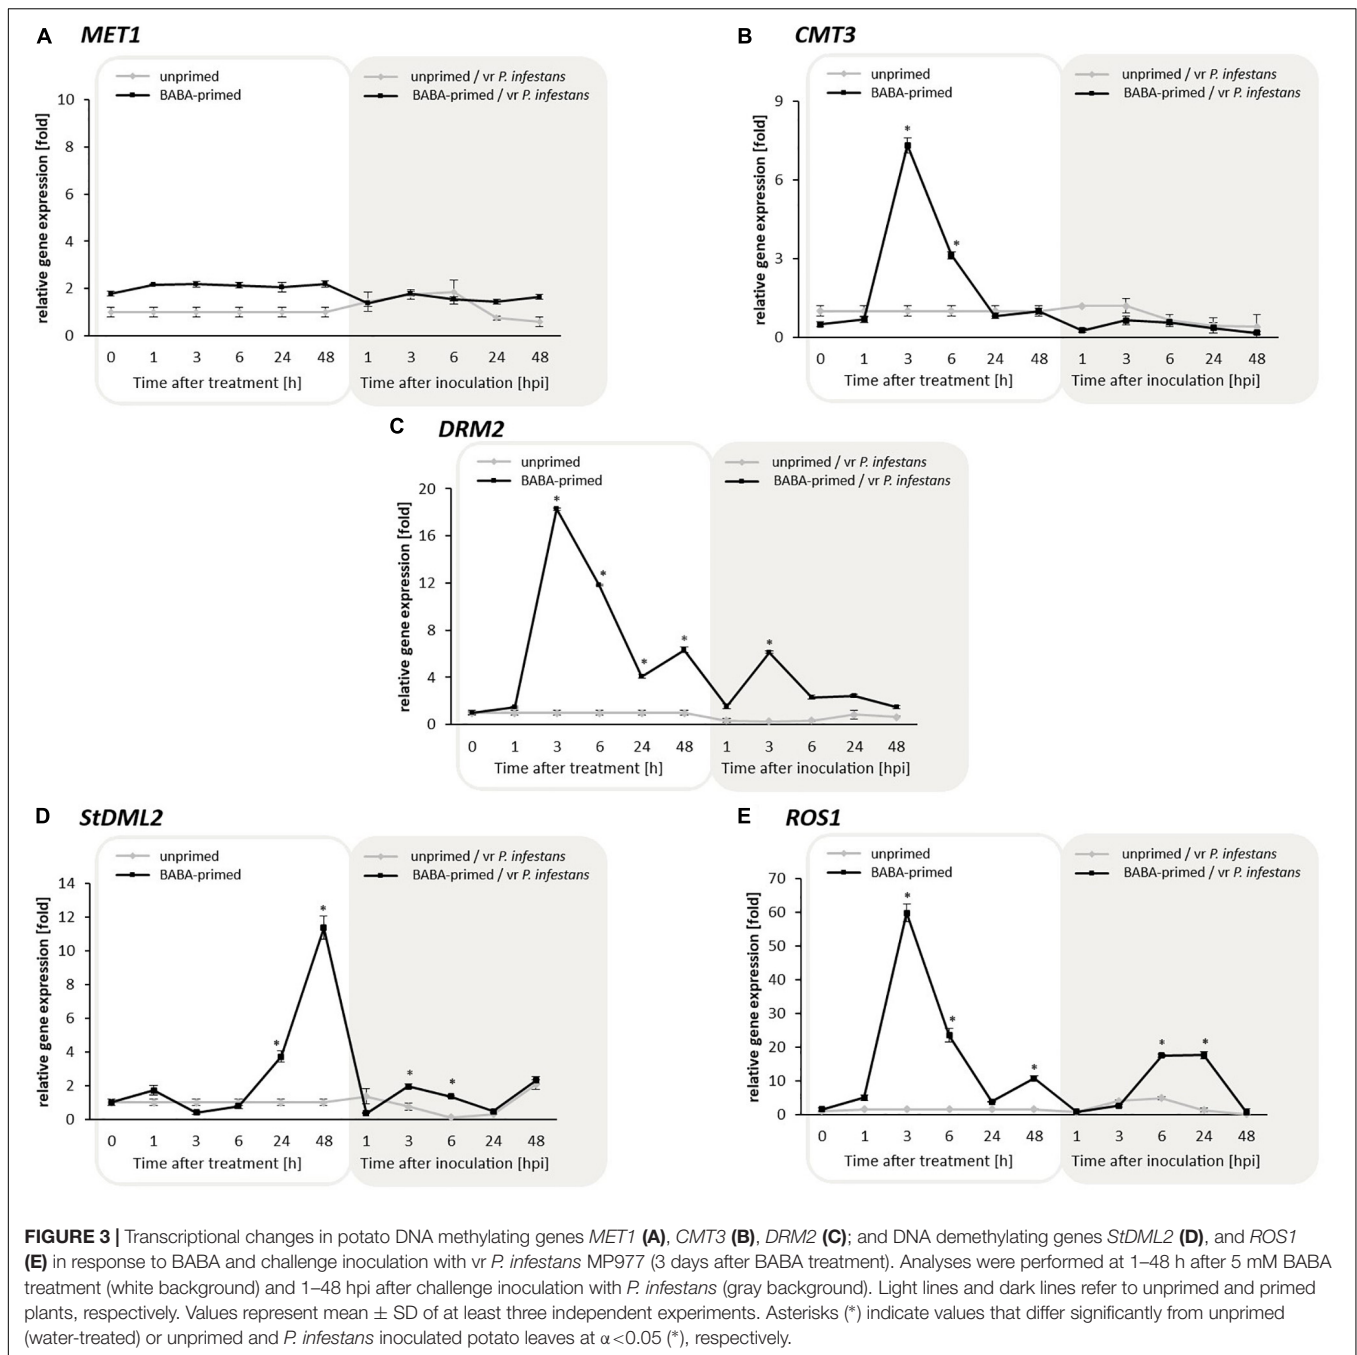 A MET1
unprimed
BABA-primed
unprimed / vr P. infestans
BABA-primed / vr P. infestans
relative gene expression [fold]
10
8
6
4
2
0
0 1 3 6 24 48 1 3 6 24 48
Time after treatment [h] Time after inoculation [hpi]
B CMT3
unprimed
BABA-primed
unprimed / vr P. infestans
BABA-primed / vr P. infestans
relative gene expression [fold]
9
6
3
0
*
*
0 1 3 6 24 48 1 3 6 24 48
Time after treatment [h] Time after inoculation [hpi]
C DRM2
unprimed
BABA-primed
unprimed / vr P. infestans
BABA-primed / vr P. infestans
relative gene expression [fold]
20
16
12
8
4
0
*
*
*
*
*
0 1 3 6 24 48 1 3 6 24 48
Time after treatment [h] Time after inoculation [hpi]
D StDML2
unprimed
BABA-primed
unprimed / vr P. infestans
BABA-primed / vr P. infestans
relative gene expression [fold]
14
12
10
8
6
4
2
0
*
*
*
*
0 1 3 6 24 48 1 3 6 24 48
Time after treatment [h] Time after inoculation [hpi]
E ROS1
unprimed
BABA-primed
unprimed / vr P. infestans
BABA-primed / vr P. infestans
relative gene expression [fold]
70
60
50
40
30
20
10
0
*
*
*
*
*
0 1 3 6 24 48 1 3 6 24 48
Time after treatment [h] Time after inoculation [hpi]
FIGURE 3 | Transcriptional changes in potato DNA methylating genes MET1 (A), CMT3 (B), DRM2 (C); and DNA demethylating genes StDML2 (D), and ROS1
(E) in response to BABA and challenge inoculation with vr P. infestans MP977 (3 days after BABA treatment). Analyses were performed at 1–48 h after 5 mM BABA
treatment (white background) and 1–48 hpi after challenge inoculation with P. infestans (gray background). Light lines and dark lines refer to unprimed and primed
plants, respectively. Values represent mean ± SD of at least three independent experiments. Asterisks (*) indicate values that differ significantly from unprimed
(water-treated) or unprimed and P. infestans inoculated potato leaves at α<0.05 (*), respectively.